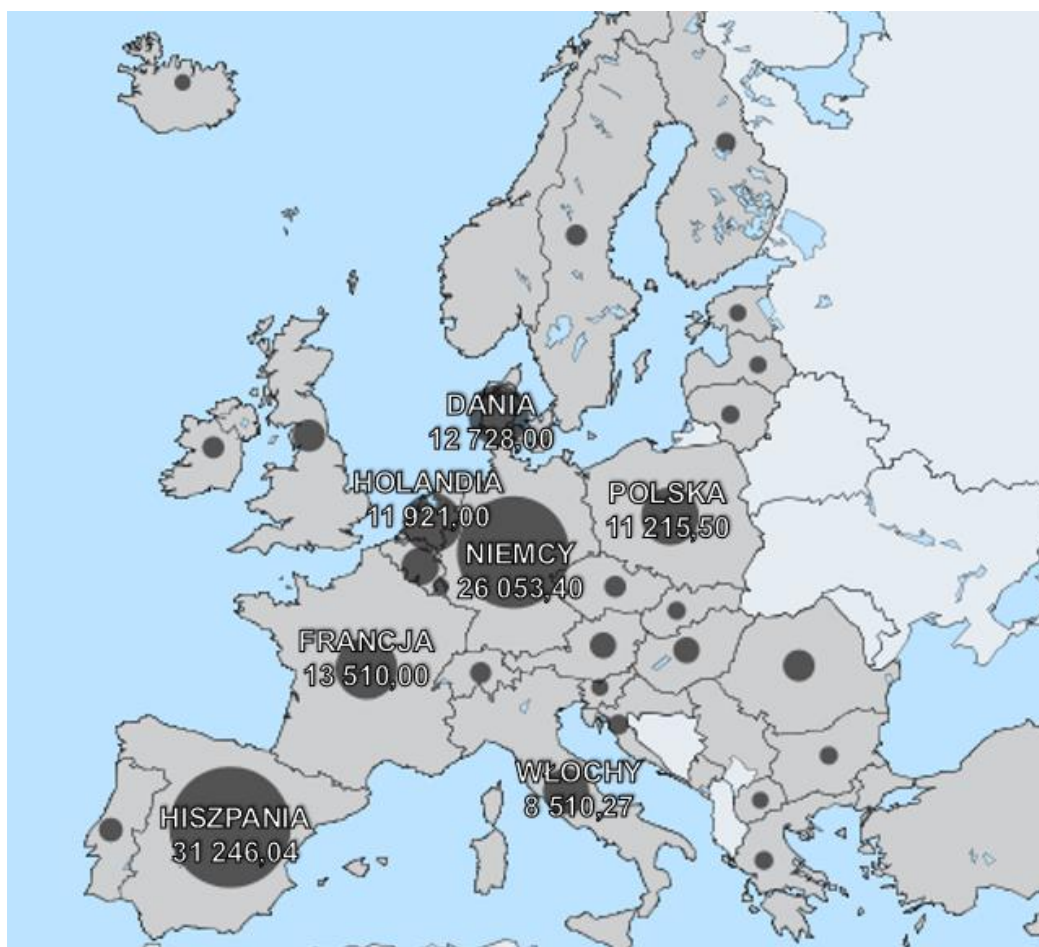 DANIA
12 728,00
HOLANDIA
11 921,00
POLSKA
11 215,50
NIEMCY
26 053,40
FRANCJA
13 510,00
WŁOCHY
8 510,27
HISZPANIA
31 246,04